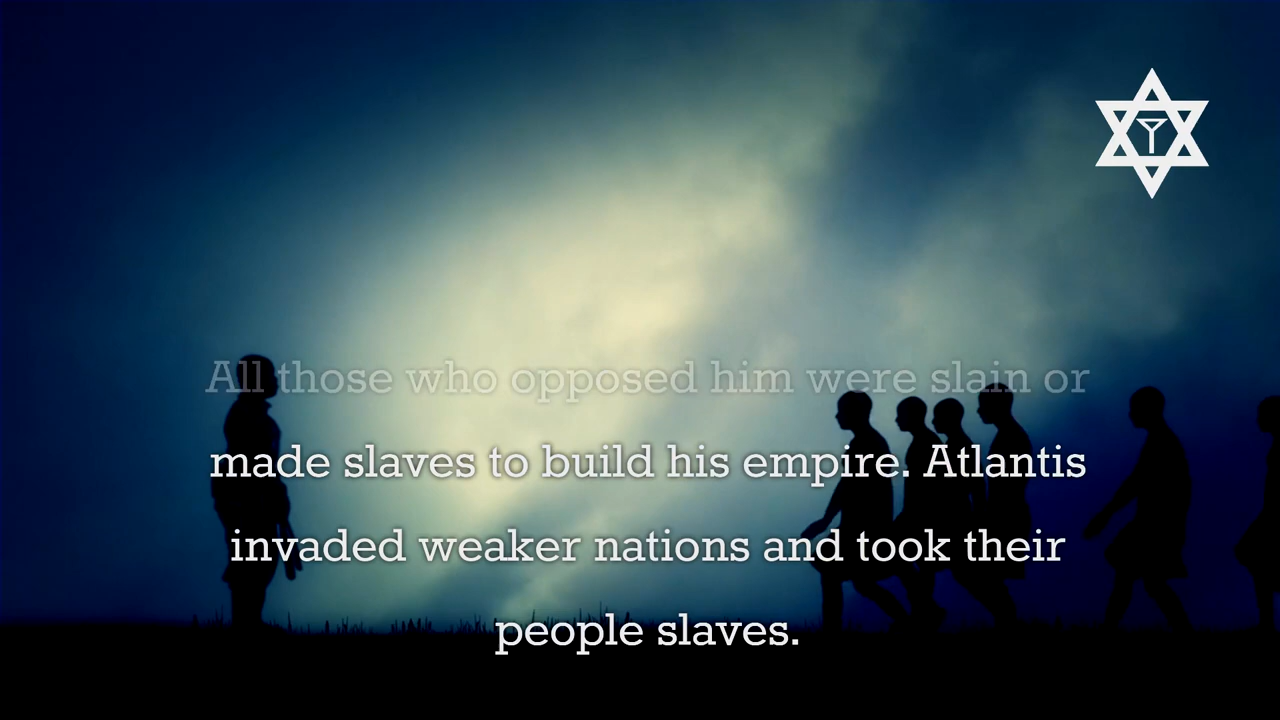 All those who opposed him were slain or
made slaves to build his empire. Atlantis
invaded weaker nations and took their
people slaves.